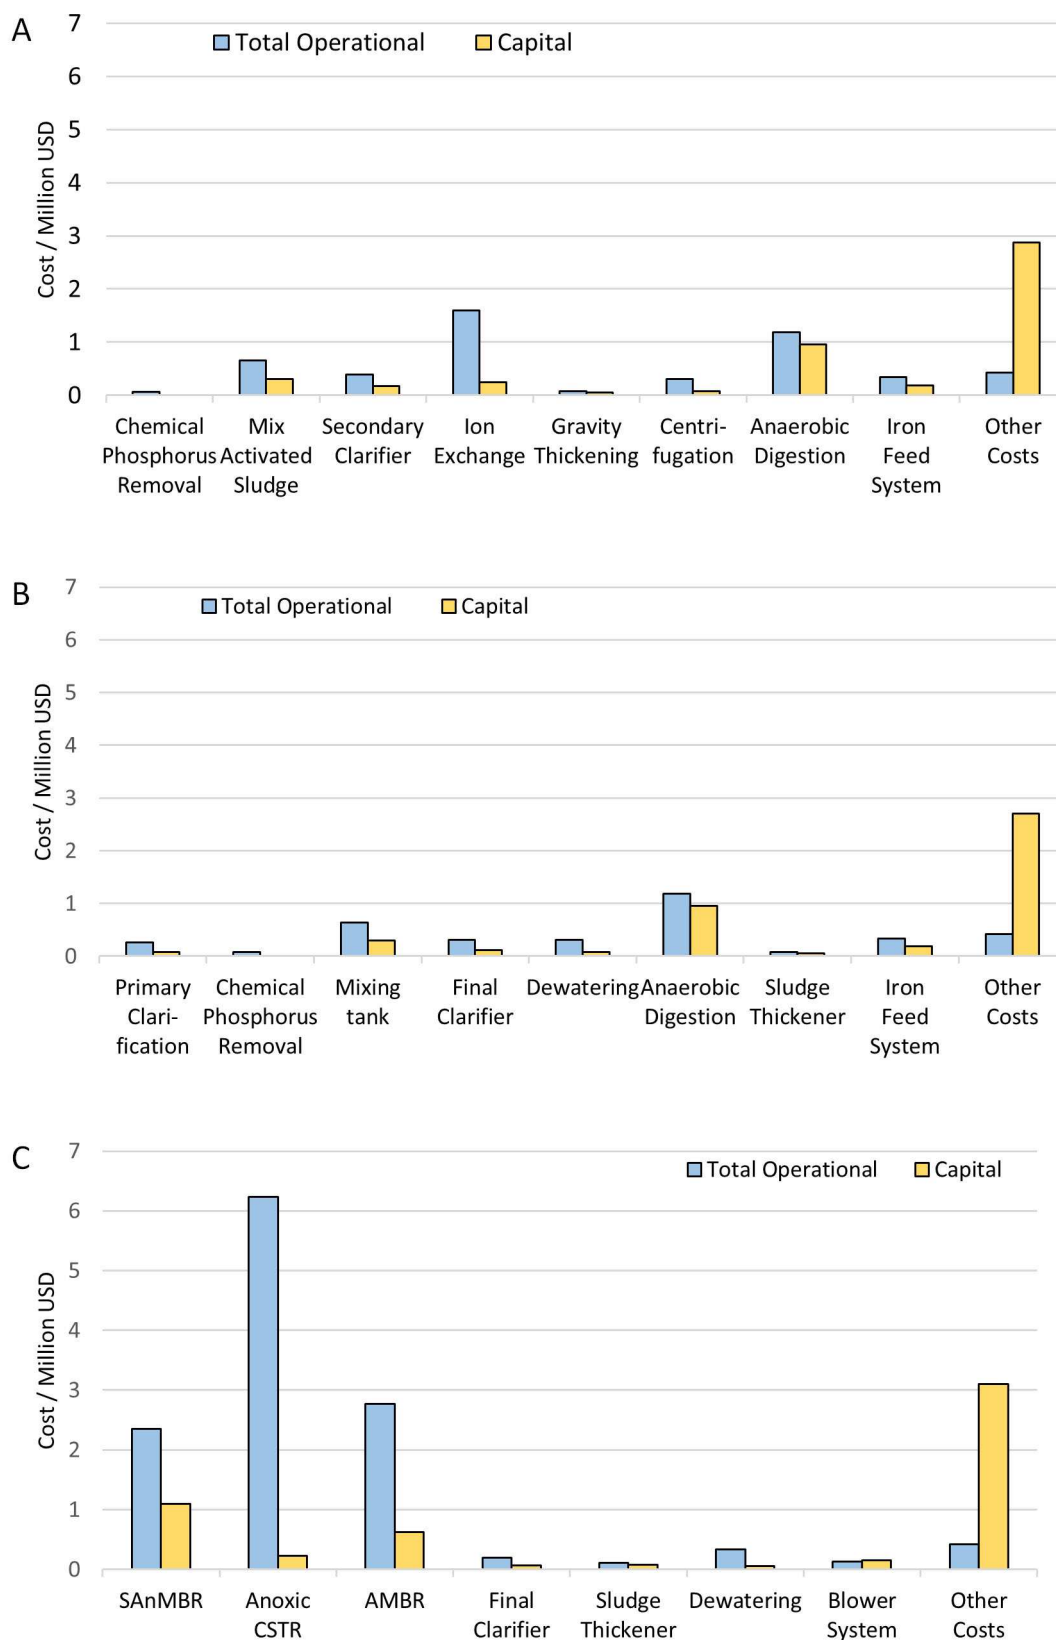 A
Total Operational Capital
Cost / Million USD
7
6
5
4
3
2
1
0
Chemical Phosphorus Removal
Mix Activated Sludge
Secondary Clarifier
Ion Exchange
Gravity Thickening
Centri-fugation
Anaerobic Digestion
Iron Feed System
Other Costs
B
Total Operational Capital
Cost / Million USD
7
6
5
4
3
2
1
0
Primary Clari-fication
Chemical Phosphorus Removal
Mixing tank
Final Clarifier
Dewatering
Anaerobic Digestion
Sludge Thickener
Iron Feed System
Other Costs
C
Total Operational Capital
Cost / Million USD
7
6
5
4
3
2
1
0
SAnMBR
Anoxic CSTR
AMBR
Final Clarifier
Sludge Thickener
Dewatering
Blower System
Other Costs